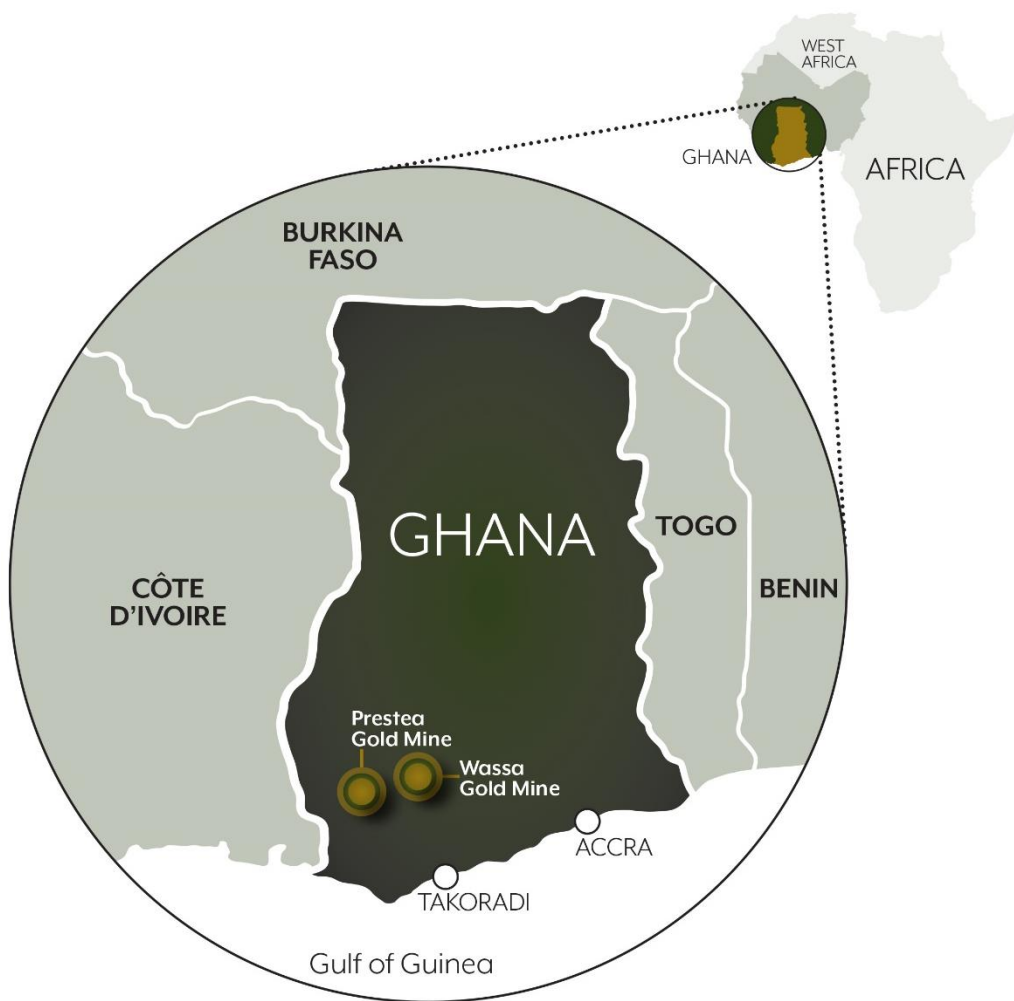 WEST
AFRICA
GHANA
AFRICA
BURKINA
FASO
GHANA
TOGO
BENIN
CÔTE
D’IVOIRE
Prestea
Gold Mine
Wassa
Gold Mine
ACCRA
TAKORADI
Gulf of Guinea